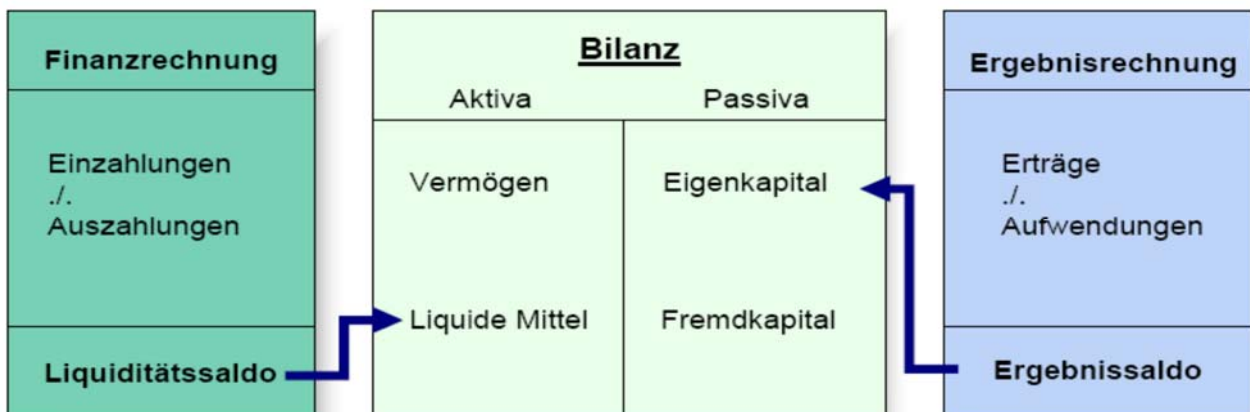 Finanzrechnung
Einzahlungen
./.
Auszahlungen
Liquiditätssaldo
Bilanz
Aktiva
Passiva
Vermögen
Eigenkapital
Liquide Mittel
Fremdkapital
Ergebnisrechnung
Erträge
./.
Aufwendungen
Ergebnissaldo